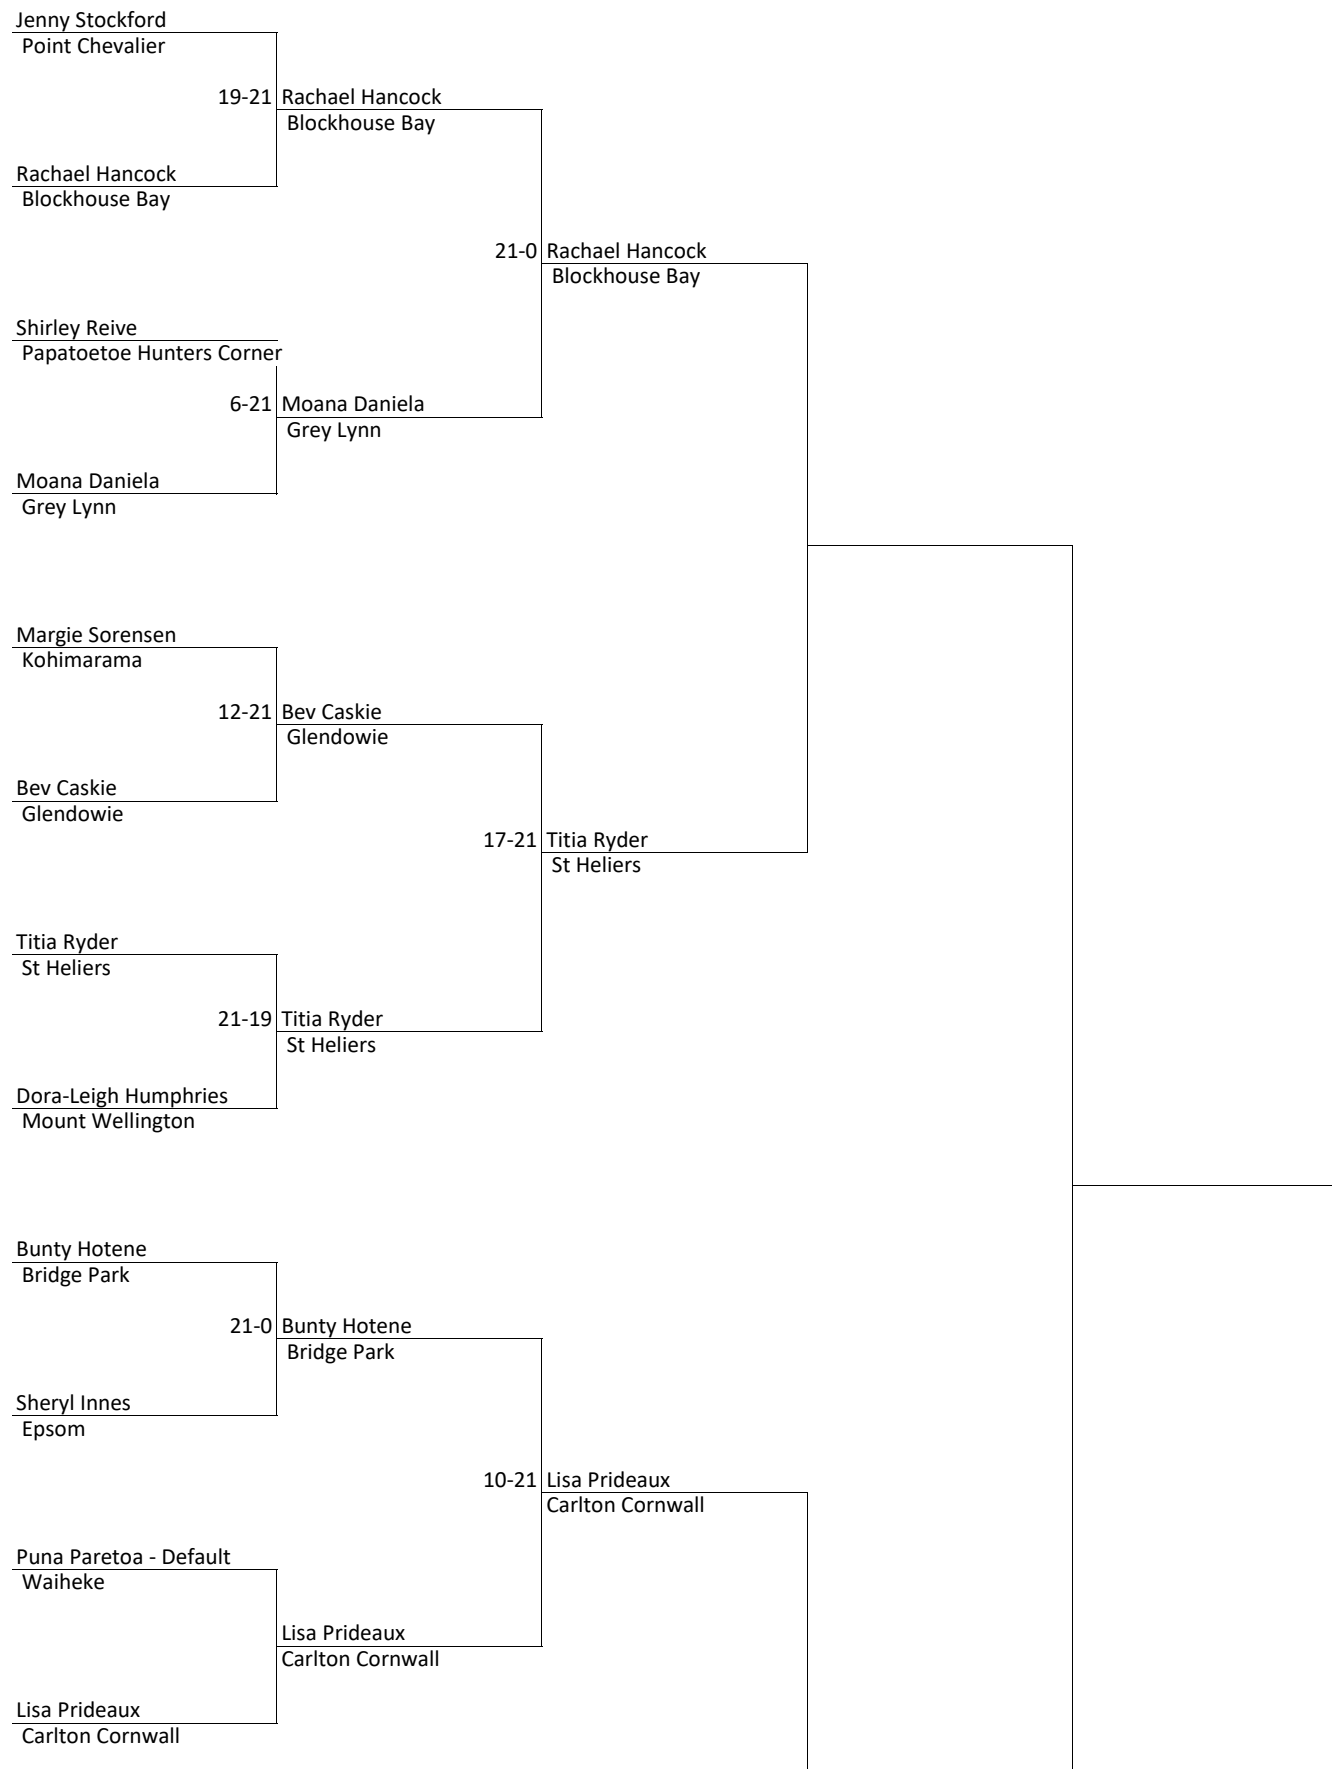 Jenny Stockford
Point Chevalier
19-21 Rachael Hancock
Blockhouse Bay
Rachael Hancock
Blockhouse Bay
21-0 Rachael Hancock
Blockhouse Bay
Shirley Reive
Papatoetoe Hunters Corner
6-21 Moana Daniela
Grey Lynn
Moana Daniela
Grey Lynn
Margie Sorensen
Kohimarama
12-21 Bev Caskie
Glendowie
Bev Caskie
Glendowie
17-21 Titia Ryder
St Heliers
Titia Ryder
St Heliers
21-19 Titia Ryder
St Heliers
Dora-Leigh Humphries
Mount Wellington
Bunty Hotene
Bridge Park
21-0 Bunty Hotene
Bridge Park
Sheryl Innes
Epsom
10-21 Lisa Prideaux
Carlton Cornwall
Puna Paretoa - Default
Waiheke
Lisa Prideaux
Carlton Cornwall
Lisa Prideaux
Carlton Cornwall